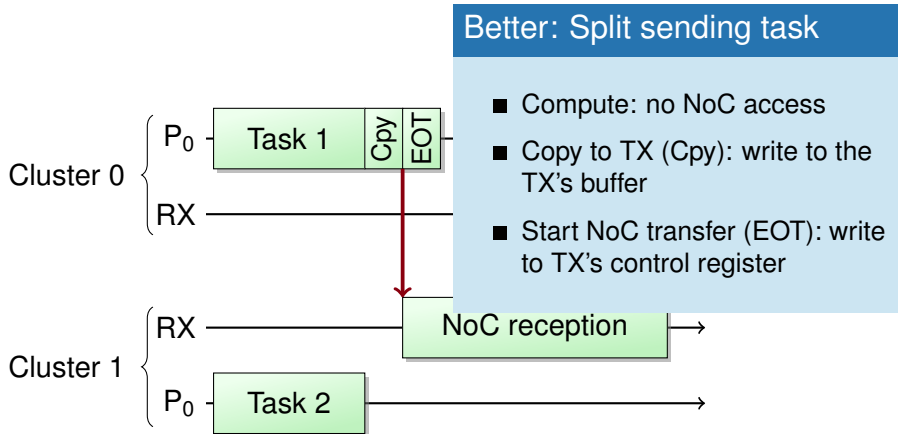 Better: Split sending task
■ Compute: no NoC access
■ Copy to TX (Cpy): write to the
TX's buffer
■ Start NoC transfer (EOT): write
to TX's control register
Cluster 0
P0
Task 1
Cpy
EOT
RX
Cluster 1
RX
NoC reception
P0
Task 2